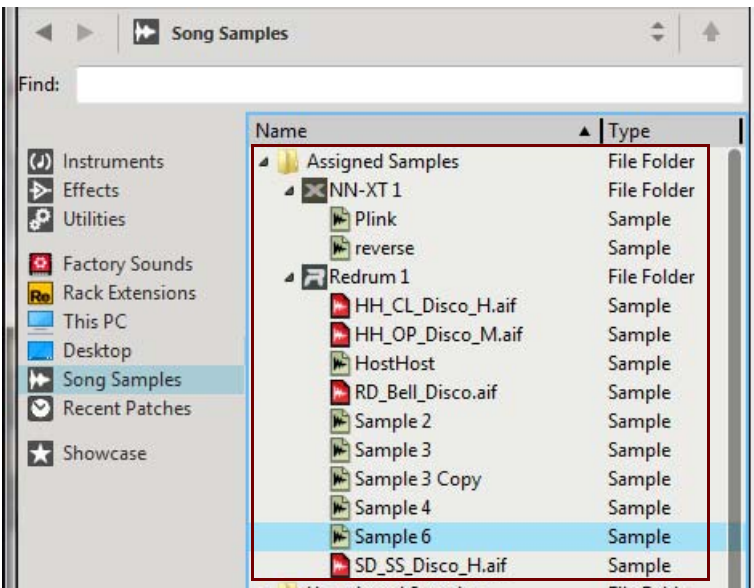 Song Samples
Find:
Name Type
Instruments
Effects
Utilities
Factory Sounds
Re Rack Extensions
This PC
Desktop
Song Samples
Recent Patches
Showcase
Assigned Samples File Folder
NN-XT 1 File Folder
Plink Sample
reverse Sample
Redrum 1 File Folder
HH_CL_Disco_H.aif Sample
HH_OP_Disco_M.aif Sample
HostHost Sample
RD_Bell_Disco.aif Sample
Sample 2 Sample
Sample 3 Sample
Sample 3 Copy Sample
Sample 4 Sample
Sample 6 Sample
SD_SS_Disco_H.aif Sample